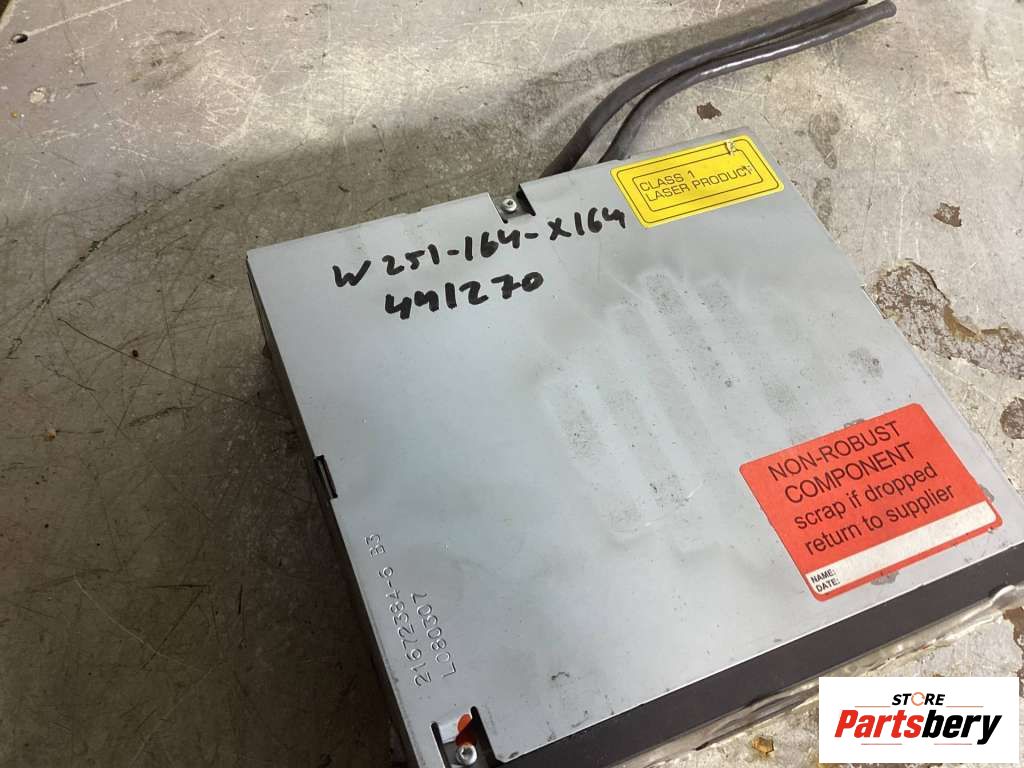 CLASS 1
LASER PRODUCT
W251-164-X164
441270
NON-ROBUST
COMPONENT
scrap if dropped
return to supplier
NAME:
DATE:
21672384-6 B3
L080307
STORE
Partsbery